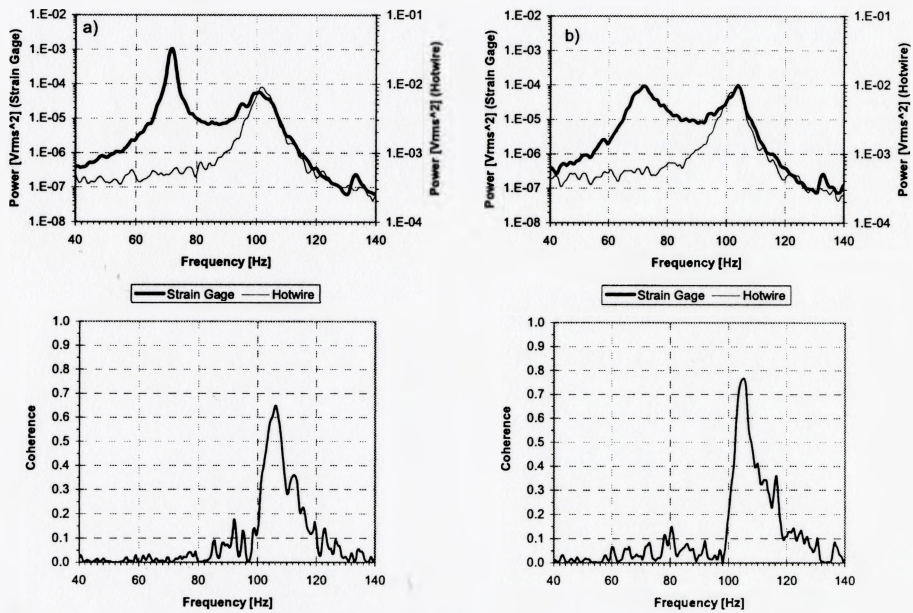 a)
Power [Vrms^2] (Strain Gage)
1.E-02
1.E-03
1.E-04
1.E-05
1.E-06
1.E-07
1.E-08
1.E-01
1.E-02
1.E-03
1.E-04
Power [Vrms^2] (Hotwire)
40 60 80 100 120 140
Frequency [Hz]
Strain Gage Hotwire
b)
Power [Vrms^2] (Strain Gage)
1.E-02
1.E-03
1.E-04
1.E-05
1.E-06
1.E-07
1.E-08
1.E-01
1.E-02
1.E-03
1.E-04
Power [Vrms^2] (Hotwire)
40 60 80 100 120 140
Frequency [Hz]
Strain Gage Hotwire
Coherence
1.0
0.9
0.8
0.7
0.6
0.5
0.4
0.3
0.2
0.1
0.0
40 60 80 100 120 140
Frequency [Hz]
Coherence
1.0
0.9
0.8
0.7
0.6
0.5
0.4
0.3
0.2
0.1
0.0
40 60 80 100 120 140
Frequency [Hz]